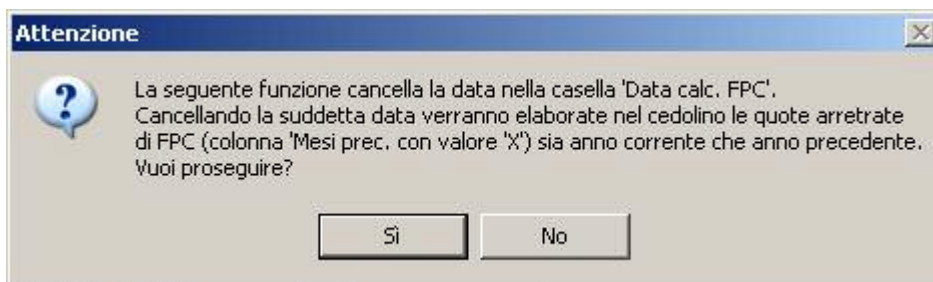 Attenzione
La seguente funzione cancella la data nella casella 'Data calc. FPC'.
Cancellando la suddetta data verranno elaborate nel cedolino le quote arretrate
di FPC (colonna 'Mesi prec. con valore 'X') sia anno corrente che anno precedente.
Vuoi proseguire?
Sì
No